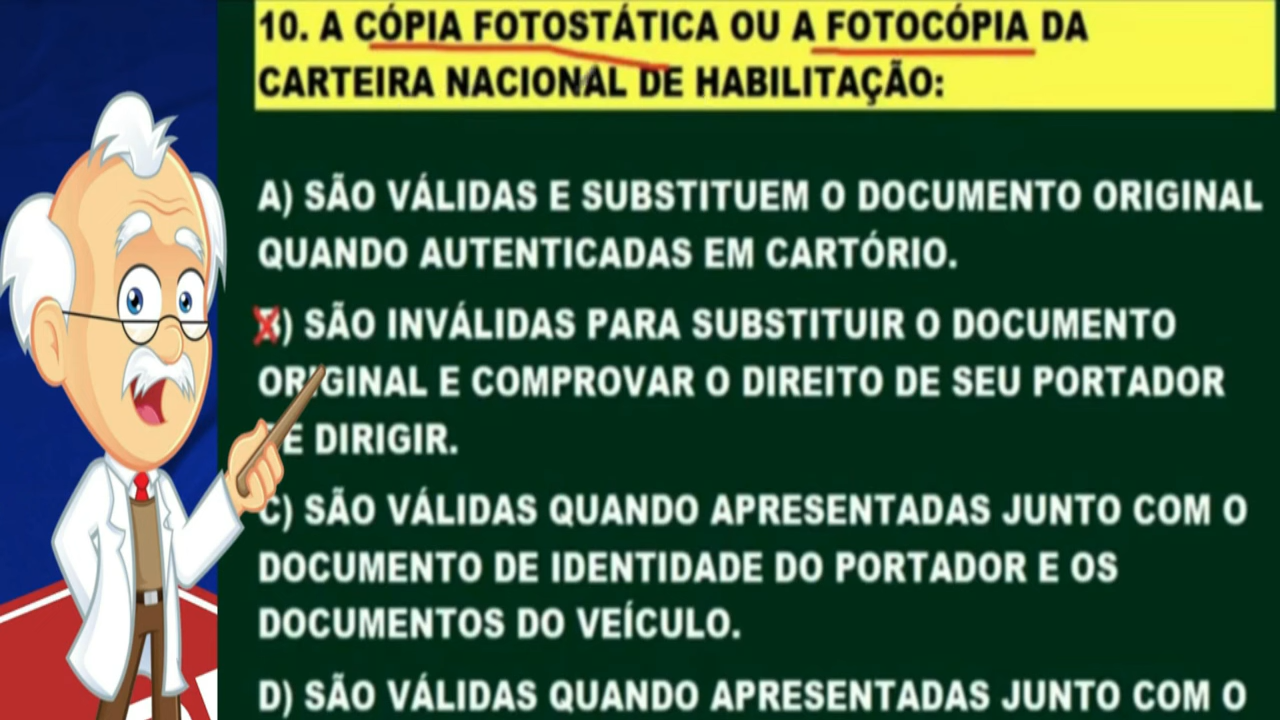 10. A CÓPIA FOTOSTÁTICA OU A FOTOCÓPIA DA
CARTEIRA NACIONAL DE HABILITAÇÃO:
A) SÃO VÁLIDAS E SUBSTITUEM O DOCUMENTO ORIGINAL
QUANDO AUTENTICADAS EM CARTÓRIO.
) SÃO INVÁLIDAS PARA SUBSTITUIR O DOCUMENTO
ORIGINAL E COMPROVAR O DIREITO DE SEU PORTADOR
DE DIRIGIR.
C) SÃO VÁLIDAS QUANDO APRESENTADAS JUNTO COM O
DOCUMENTO DE IDENTIDADE DO PORTADOR E OS
DOCUMENTOS DO VEÍCULO.
D) SÃO VÁLIDAS QUANDO APRESENTADAS JUNTO COM O